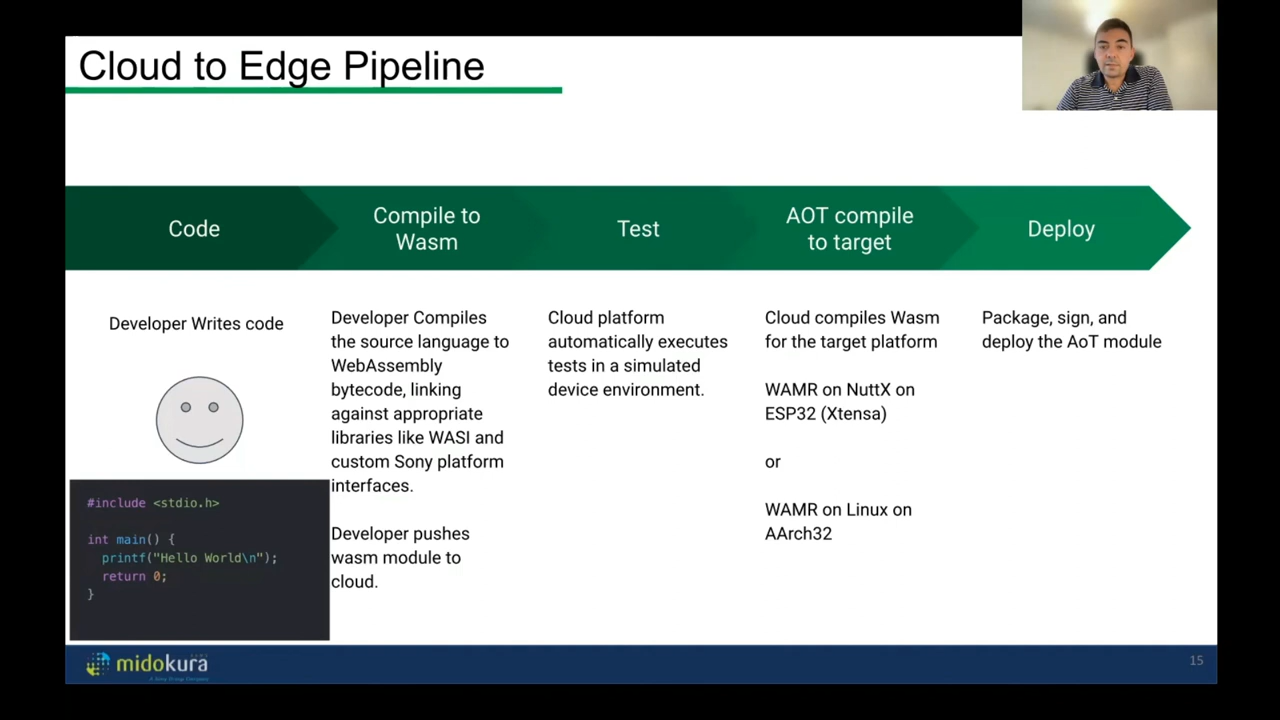 Cloud to Edge Pipeline
Code
Compile to
Wasm
Test
AOT compile
to target
Deploy
Developer Writes code
#include <stdio.h>
int main() {
printf("Hello World\n");
return 0;
}
Developer Compiles
the source language to
WebAssembly
bytecode, linking
against appropriate
libraries like WASI and
custom Sony platform
interfaces.
Developer pushes
wasm module to
cloud.
Cloud platform
automatically executes
tests in a simulated
device environment.
Cloud compiles Wasm
for the target platform
WAMR on NuttX on
ESP32 (Xtensa)
or
WAMR on Linux on
AArch32
Package, sign, and
deploy the AoT module
midokura
A Sony Group Company
15